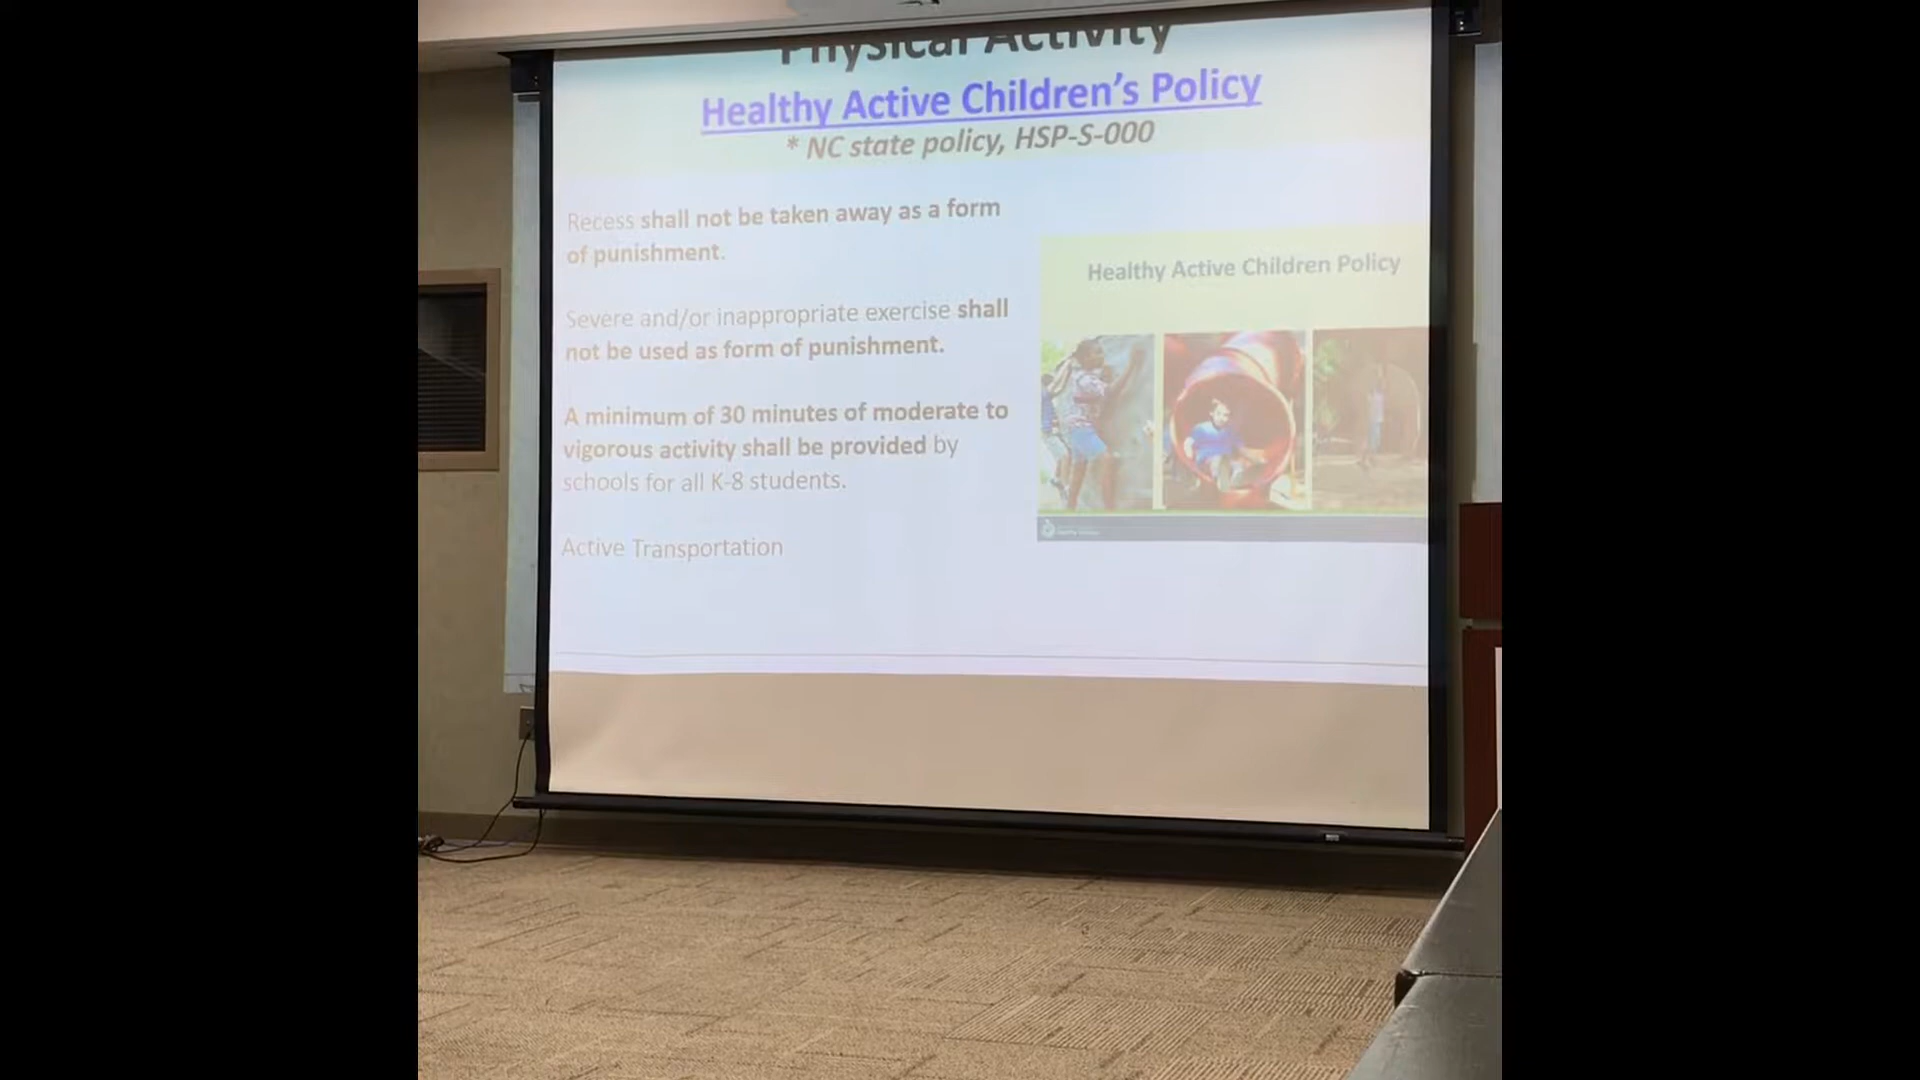 Physical Activity
Healthy Active Children's Policy
* NC state policy, HSP-S-000
Recess shall not be taken away as a form
of punishment.
Severe and/or inappropriate exercise shall
not be used as form of punishment.
A minimum of 30 minutes of moderate to
vigorous activity shall be provided by
schools for all K-8 students.
Active Transportation
Healthy Active Children Policy